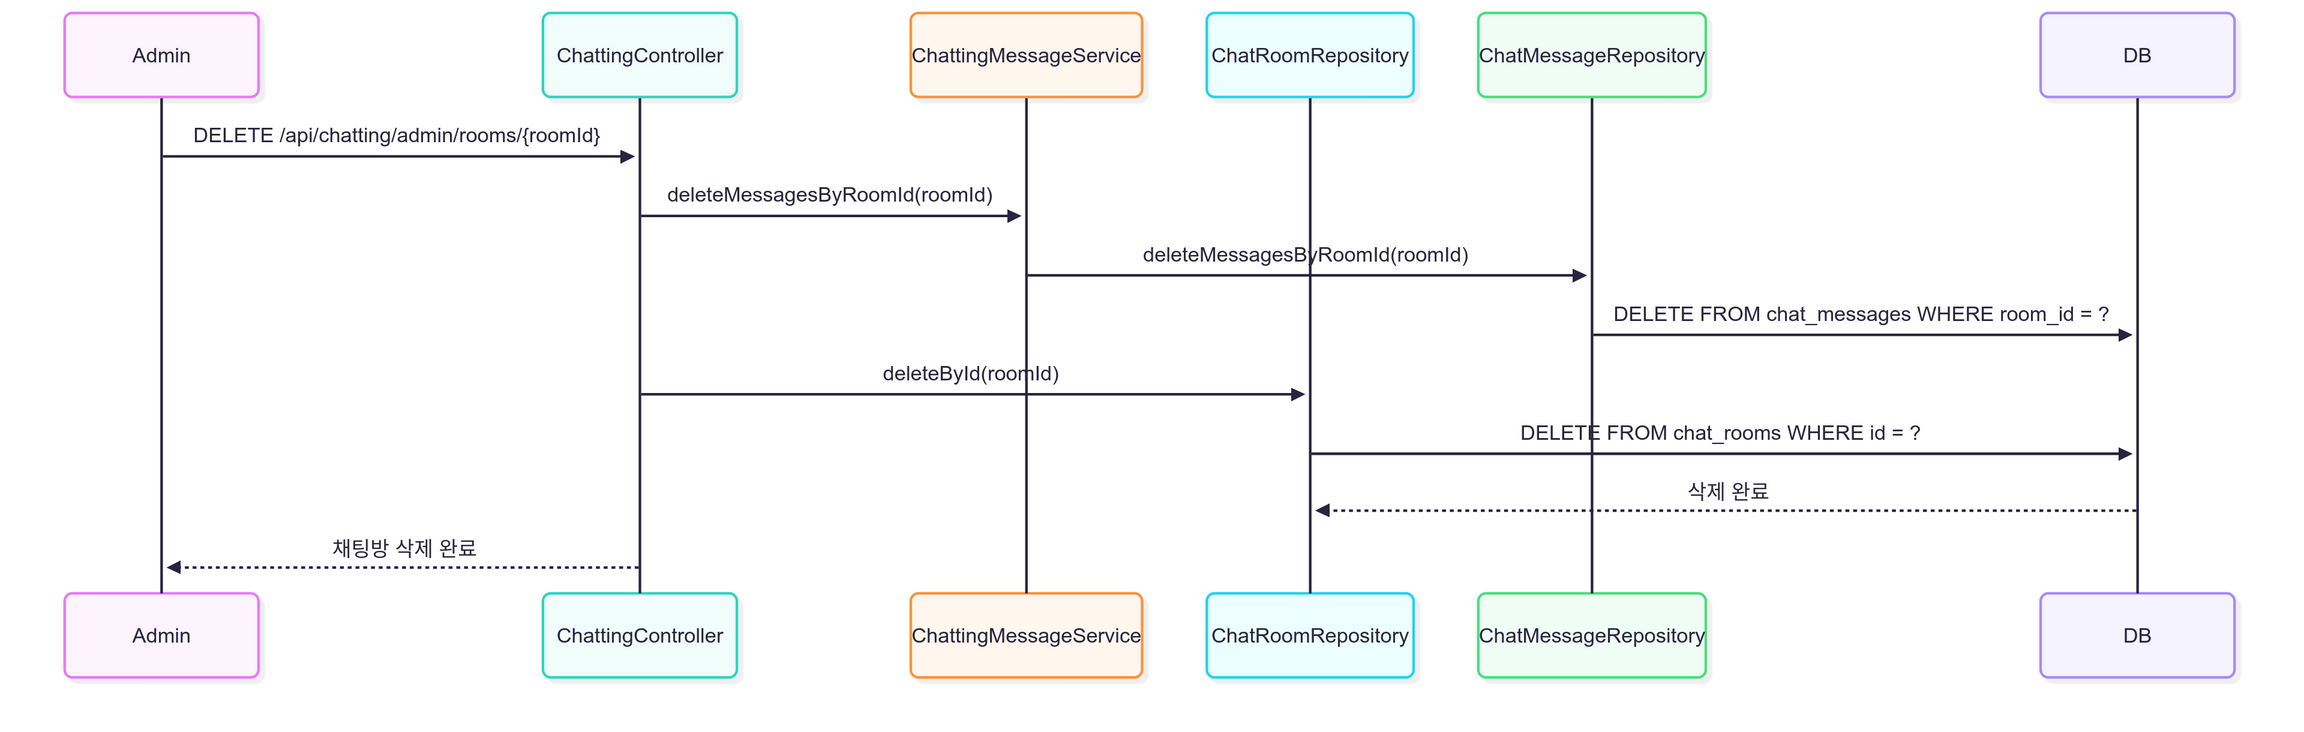 Admin
ChattingController
ChattingMessageService
ChatRoomRepository
ChatMessageRepository
DB
DELETE /api/chatting/admin/rooms/{roomId}
deleteMessagesByRoomId(roomId)
deleteMessagesByRoomId(roomId)
DELETE FROM chat_messages WHERE room_id = ?
deleteById(roomId)
DELETE FROM chat_rooms WHERE id = ?
삭제 완료
채팅방 삭제 완료
Admin
ChattingController
ChattingMessageService
ChatRoomRepository
ChatMessageRepository
DB